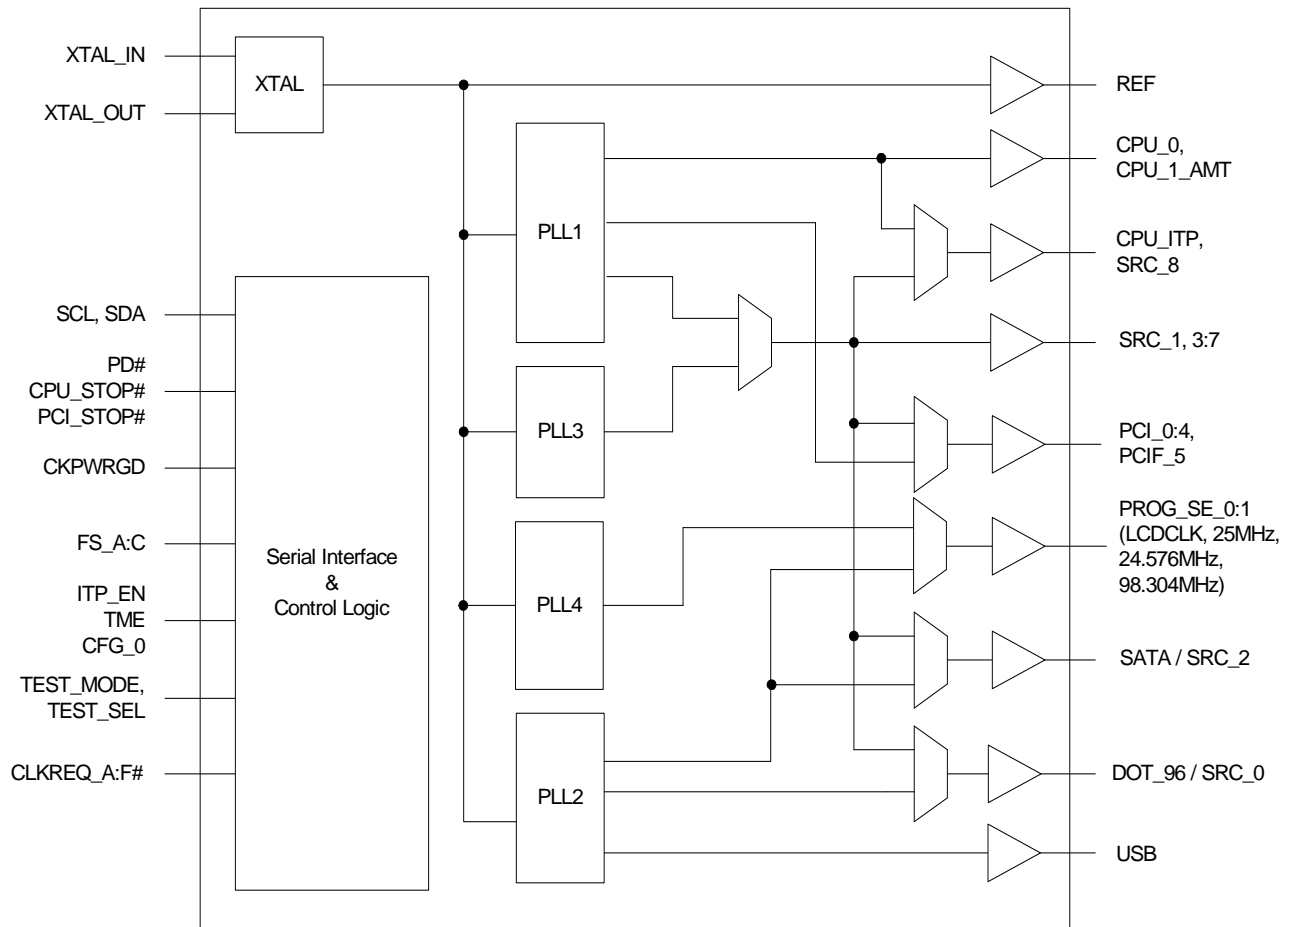 XTAL_IN
XTAL_OUT
XTAL
SCL, SDA
PD#
CPU_STOP#
PCI_STOP#
CKPWRGD
FS_A:C
ITP_EN
TME
CFG_0
TEST_MODE,
TEST_SEL
CLKREQ_A:F#
Serial Interface
&
Control Logic
PLL1
PLL3
PLL4
PLL2
REF
CPU_0,
CPU_1_AMT
CPU_ITP,
SRC_8
SRC_1, 3:7
PCI_0:4,
PCIF_5
PROG_SE_0:1
(LCDCLK, 25MHz,
24.576MHz,
98.304MHz)
SATA / SRC_2
DOT_96 / SRC_0
USB